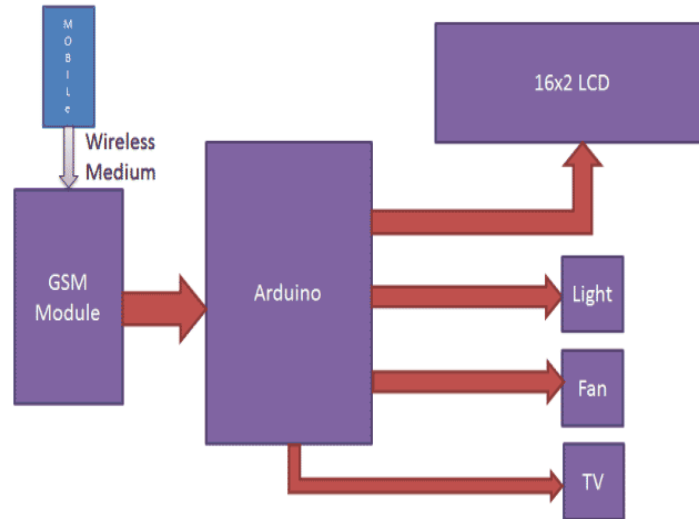 MOBILe
Wireless
Medium
GSM
Module
Arduino
16x2 LCD
Light
Fan
TV